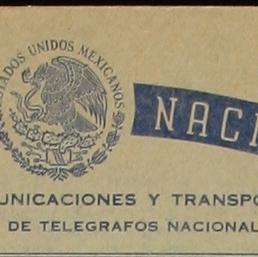 ESTADOS UNIDOS MEXICANOS
NACI
UNICACIONES Y TRANSPO
DE TELEGRAFOS NACIONAL